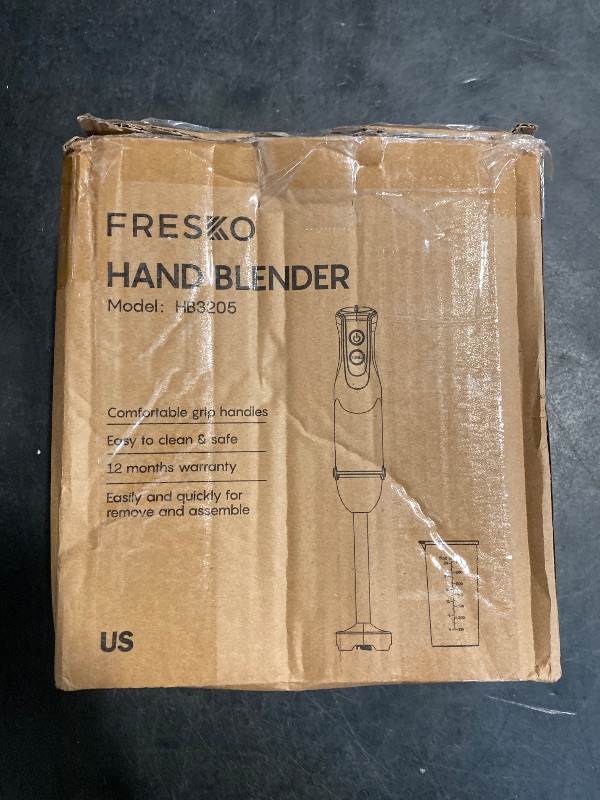 FRESKO
HAND BLENDER
Model: HB3205
Comfortable grip handles
Easy to clean & safe
12 months warranty
Easily and quickly for
remove and assemble
US